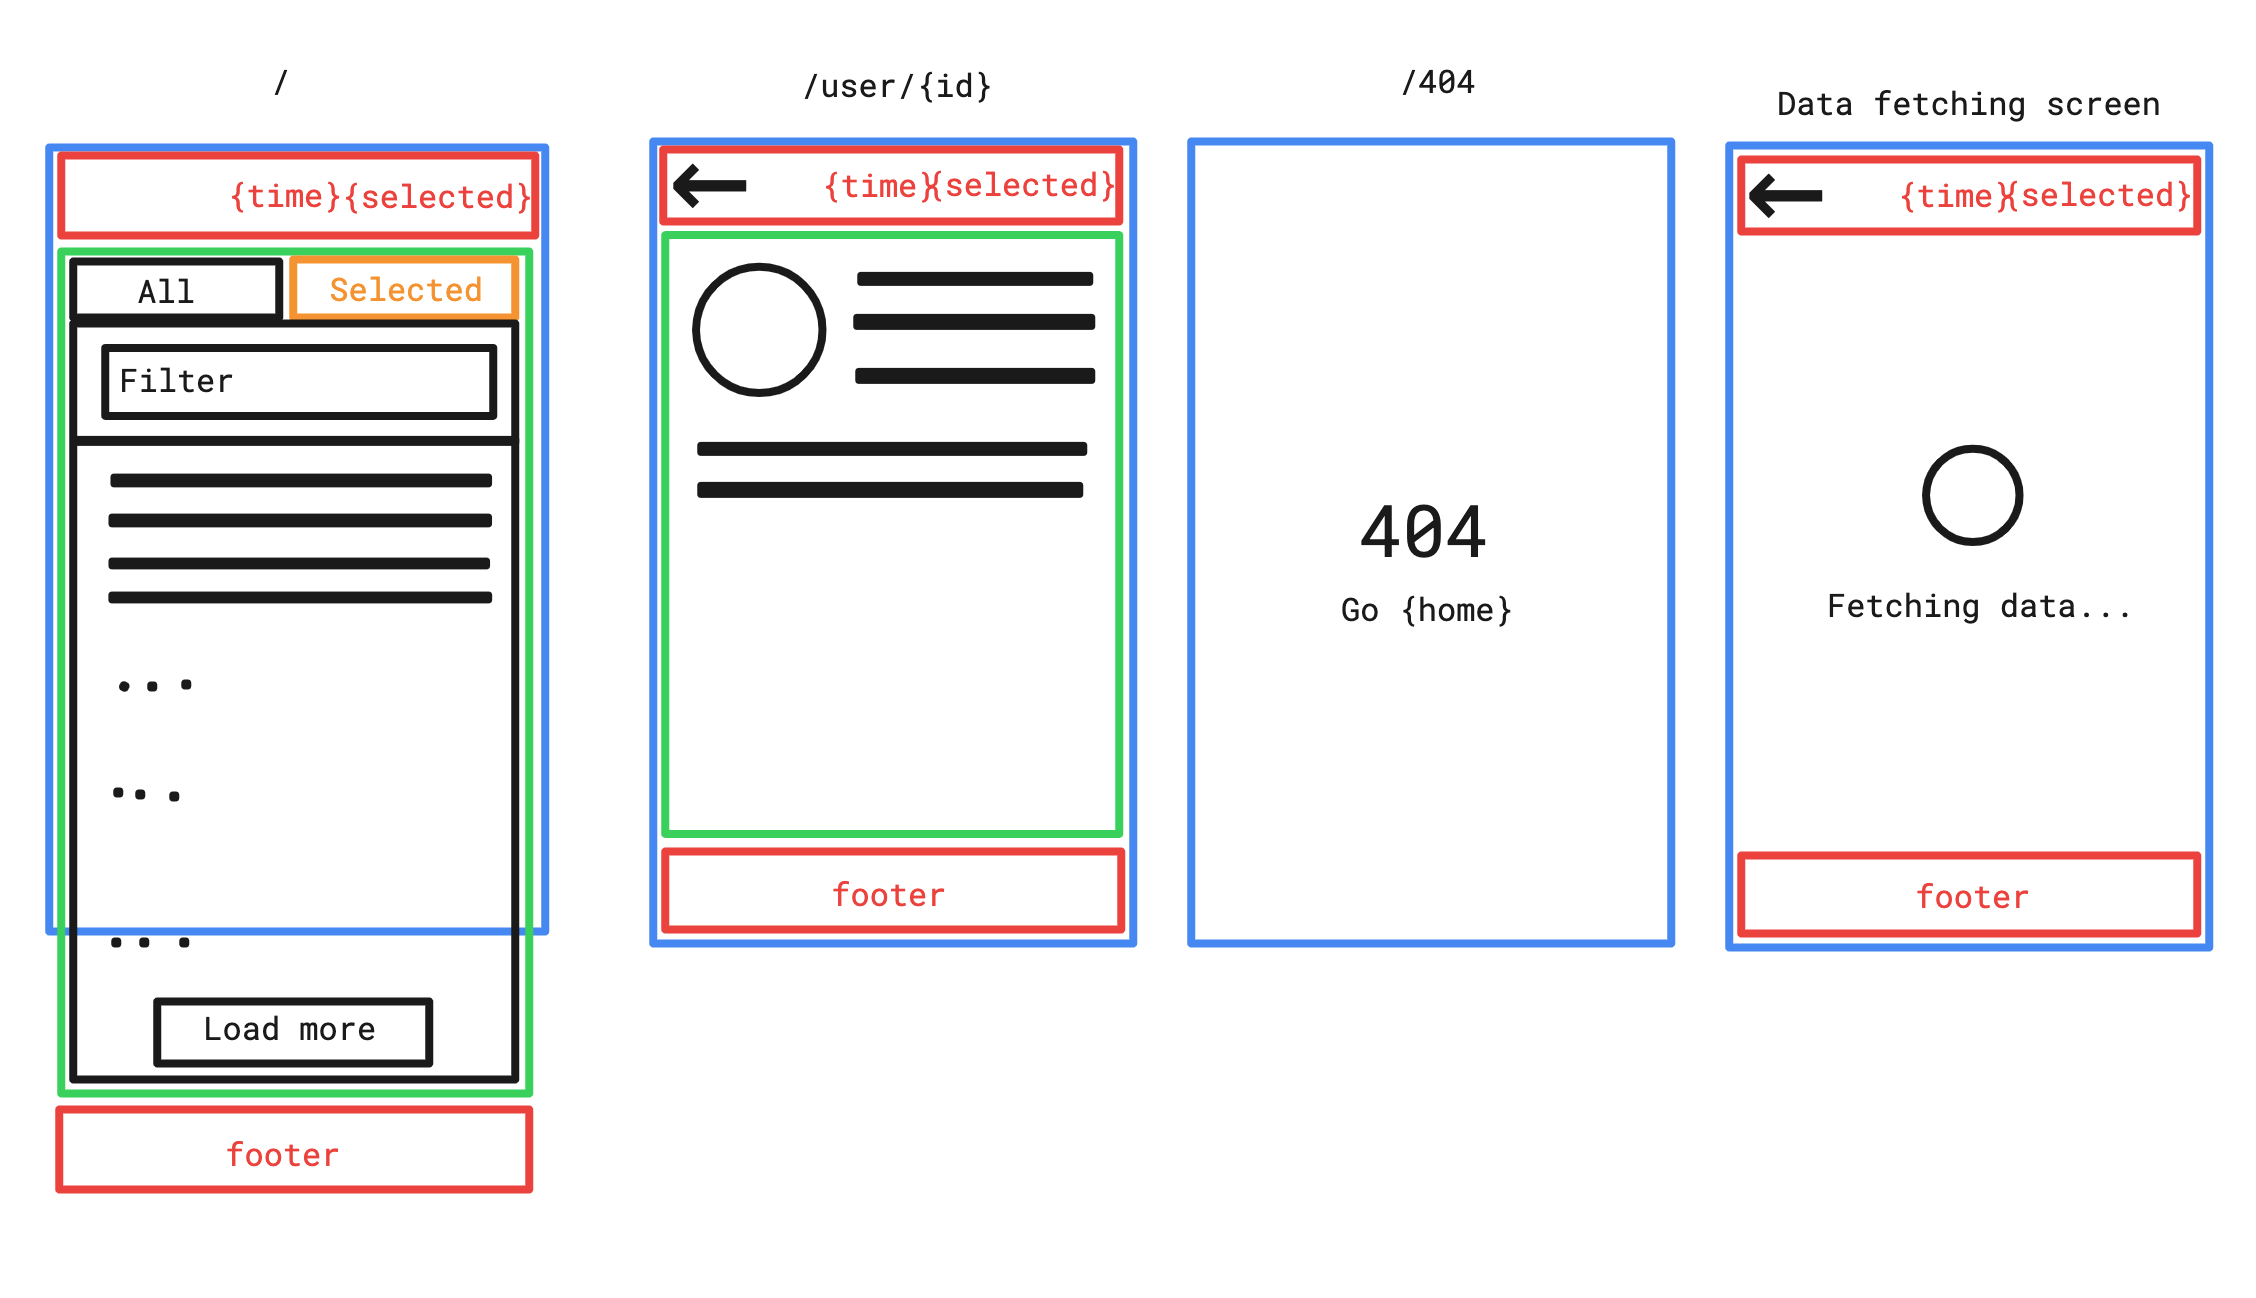 /
{time}{selected}
All
Selected
Filter
Load more
footer
/user/{id}
{time}{selected}
footer
/404
404
Go {home}
Data fetching screen
{time}{selected}
Fetching data...
footer